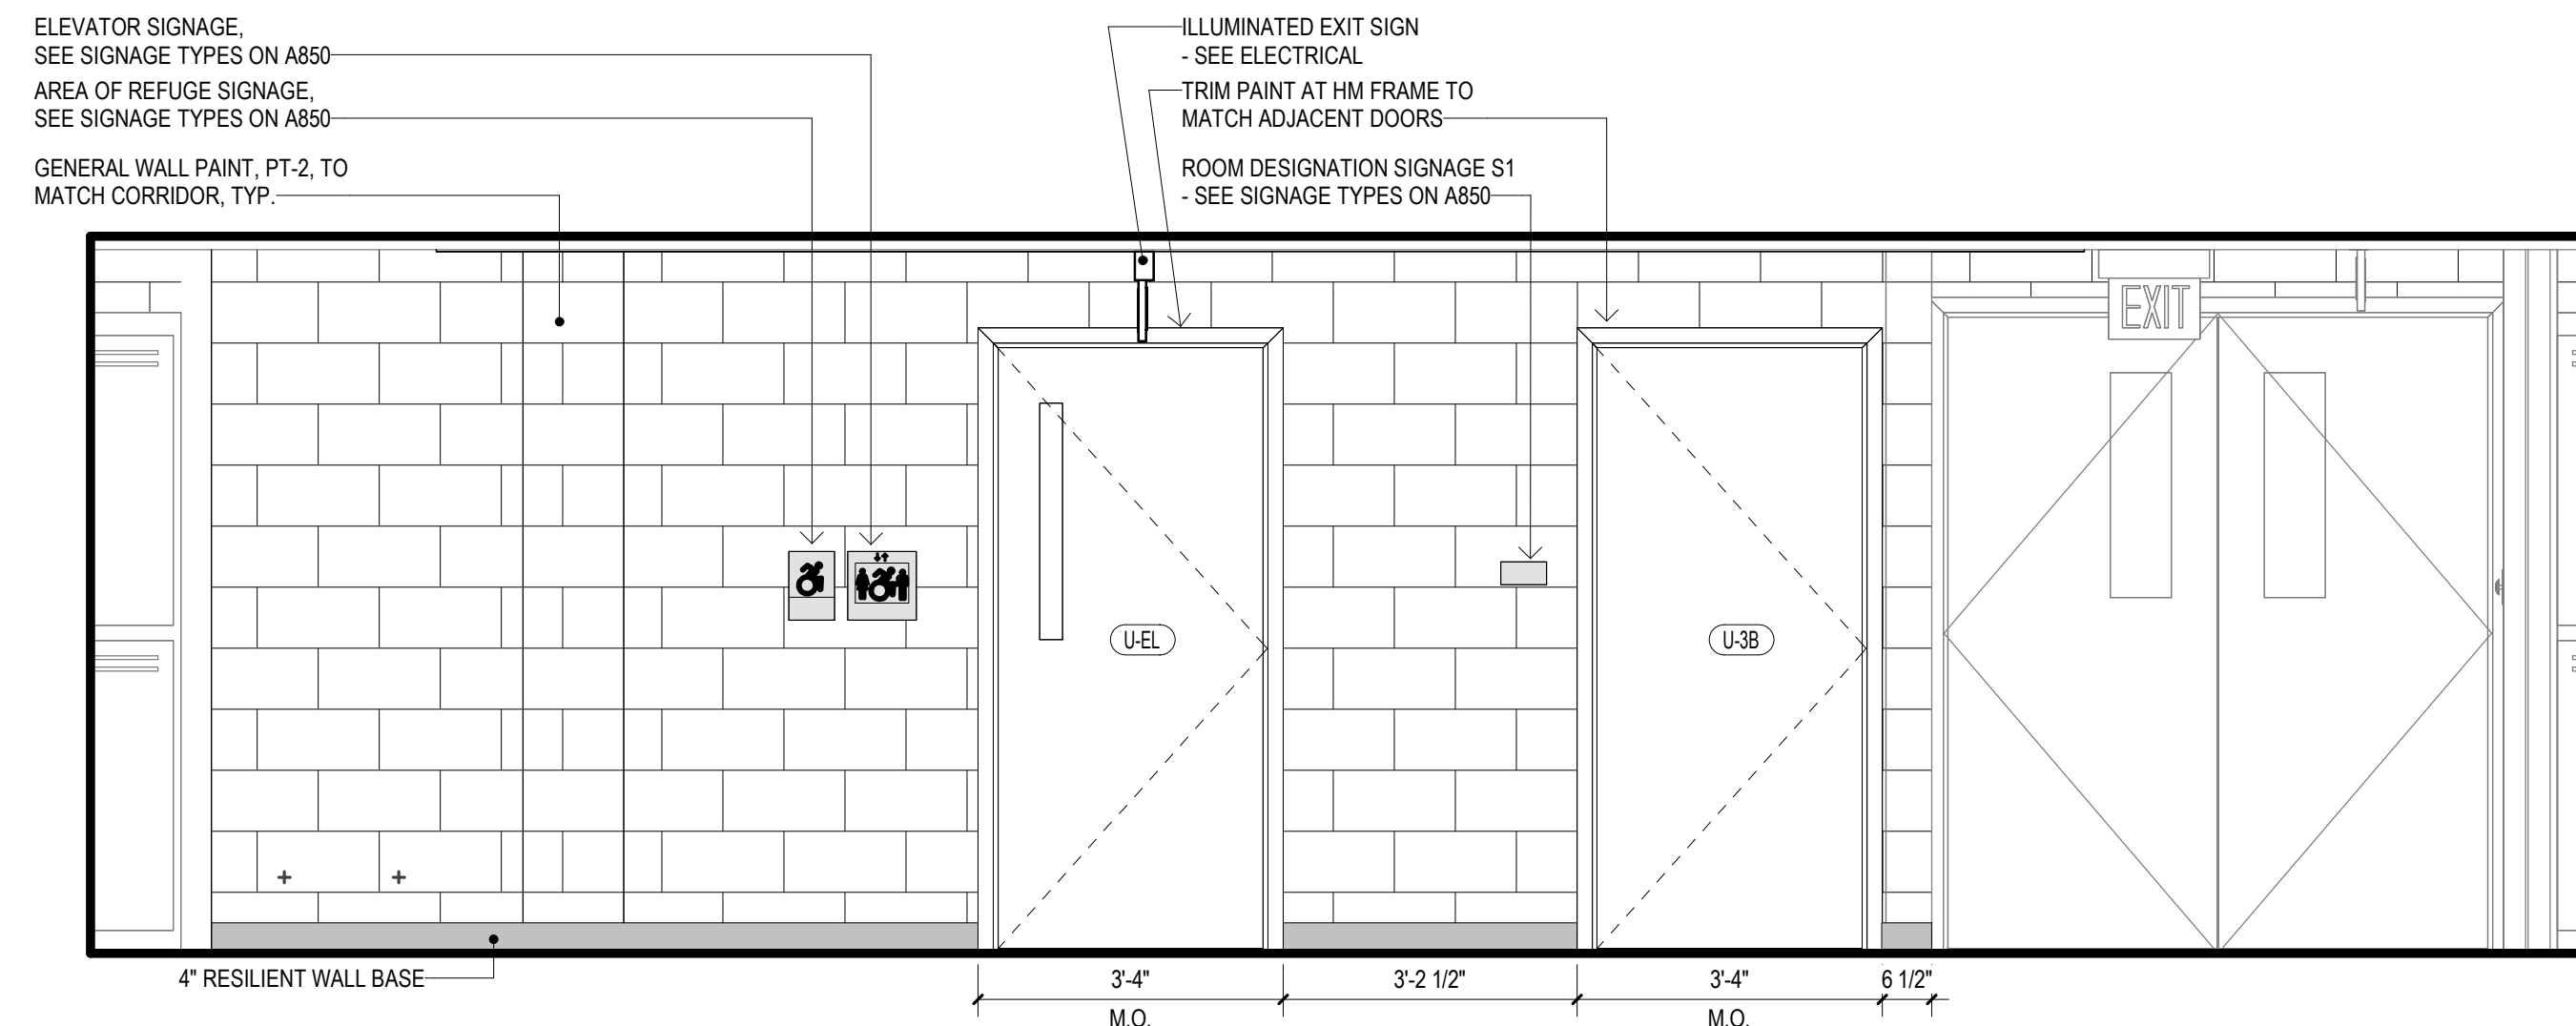 ELEVATOR SIGNAGE,
SEE SIGNAGE TYPES ON A850
AREA OF REFUGE SIGNAGE,
SEE SIGNAGE TYPES ON A850
GENERAL WALL PAINT, PT-2, TO
MATCH CORRIDOR, TYP.
ILLUMINATED EXIT SIGN
- SEE ELECTRICAL
TRIM PAINT AT HM FRAME TO
MATCH ADJACENT DOORS
ROOM DESIGNATION SIGNAGE S1
- SEE SIGNAGE TYPES ON A850
EXIT
U-EL
U-3B
4" RESILIENT WALL BASE
3'-4"
M.O.
3'-2 1/2"
3'-4"
M.O.
6 1/2"